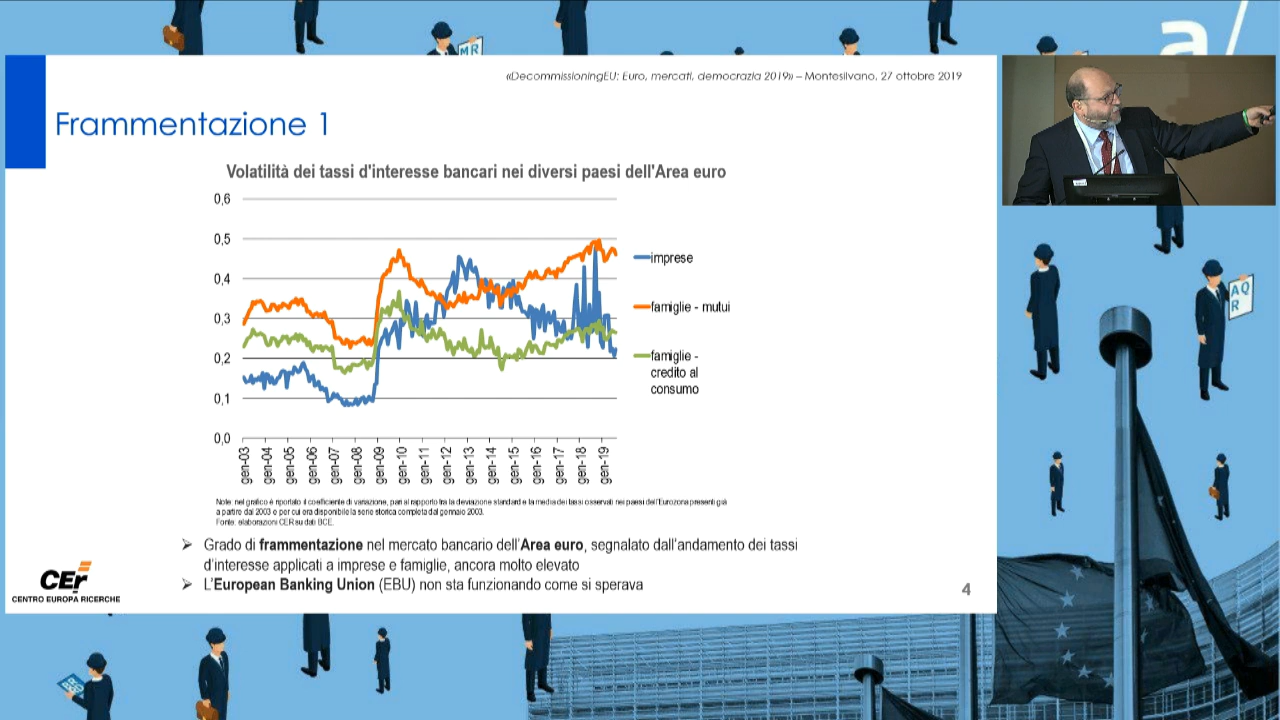 a/
MR
«DecommissioningEU: Euro, mercati, democrazia 2019» – Montesilvano, 27 ottobre 2019
Frammentazione 1
Volatilità dei tassi d'interesse bancari nei diversi paesi dell'Area euro
0,6
0,5
0,4
0,3
0,2
0,1
0,0
imprese
famiglie - mutui
famiglie -
credito al
consumo
gen-03
gen-04
gen-05
gen-06
gen-07
gen-08
gen-09
gen-10
gen-11
gen-12
gen-13
gen-14
gen-15
gen-16
gen-17
gen-18
gen-19
Note: nel grafico è riportato il coefficiente di variazione, pari al rapporto tra la deviazione standard e la media dei tassi osservati nei paesi dell'Eurozona presenti già
a partire dal 2003 e per cui era disponibile la serie storica completa dal gennaio 2003.
Fonte: elaborazioni CER su dati BCE.
➢ Grado di frammentazione nel mercato bancario dell'Area euro, segnalato dall'andamento dei tassi
d'interesse applicati a imprese e famiglie, ancora molto elevato
➢ L'European Banking Union (EBU) non sta funzionando come si sperava
CEr
CENTRO EUROPA RICERCHE
4
AQ
R